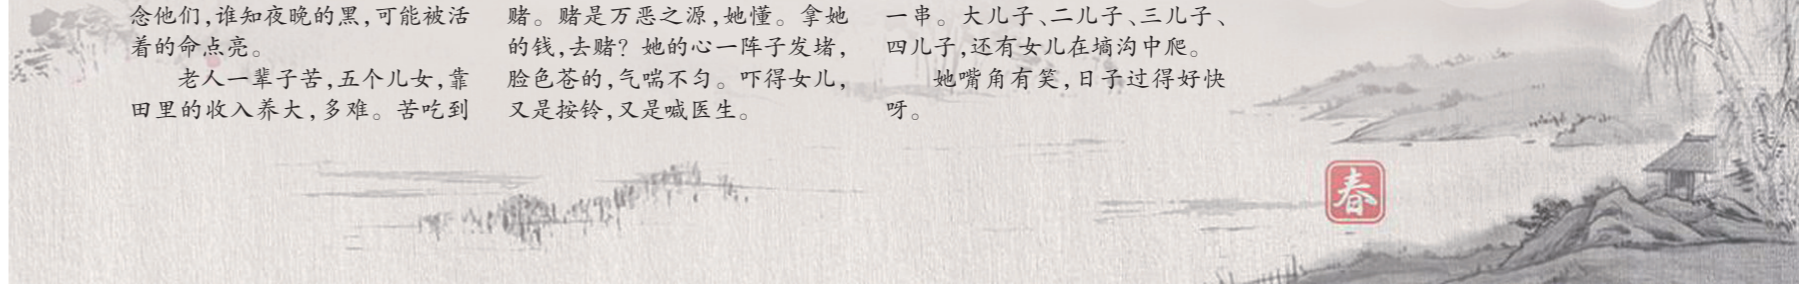 念他们，谁知夜晚的黑，可能被活
着的命点亮。
老人一辈子苦，五个儿女，靠
田里的收入养大，多难。苦吃到
赌。赌是万恶之源，她懂。拿她
的钱，去赌？她的心一阵子发堵，
脸色苍的，气喘不匀。吓得女儿，
又是按铃，又是喊医生。
一串。大儿子、二儿子、三儿子、
四儿子，还有女儿在墒沟中爬。
她嘴角有笑，日子过得好快
呀。
春